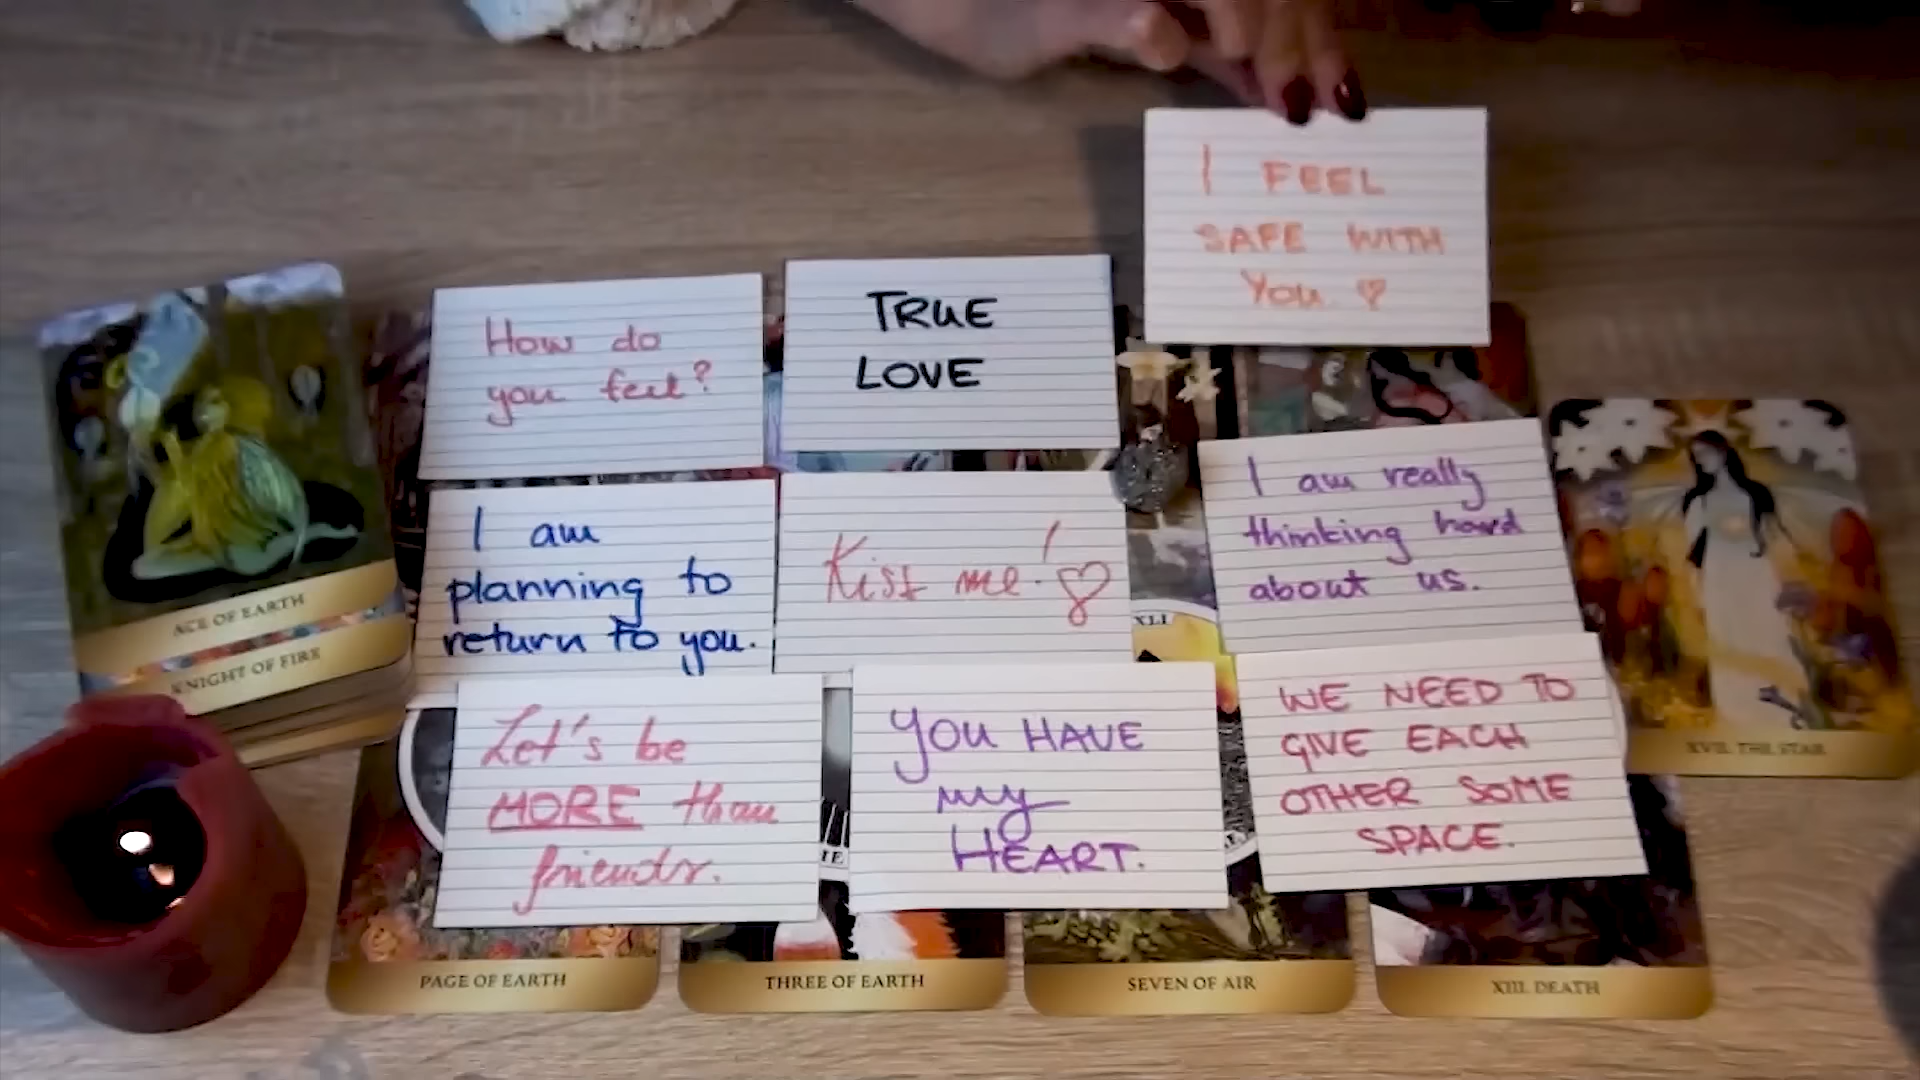 I FEEL
SAFE WITH
You
How do
you feel?
TRUE
LOVE
I am
planning to
return to you.
Kiss me!
I am really
thinking hard
about us.
Let's be
MORE than
friends.
You HAVE
my
HEART.
WE NEED TO
GIVE EACH
OTHER SOME
SPACE.
ACE OF EARTH
KNIGHT OF FIRE
XVII. THE STAR
PAGE OF EARTH
THREE OF EARTH
SEVEN OF AIR
XIII. DEATH